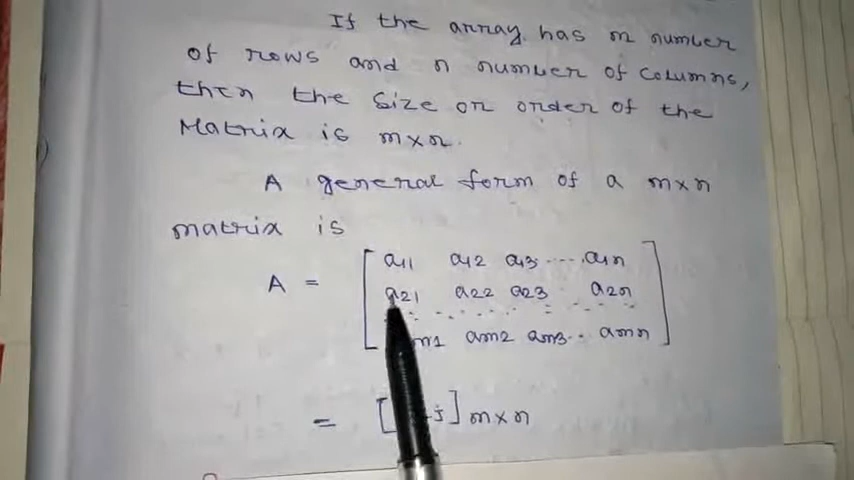 If the array has m number
of rows and n number of columns,
then the size or order of the
Matrix is m×n.
A general form of a m×n
matrix is
A = [ a11 a12 a13 .... a1n
a21 a22 a23 a2n
. . . . . . . . . . . .
m1 am2 am3.. amn ]
= [ j ] m×n